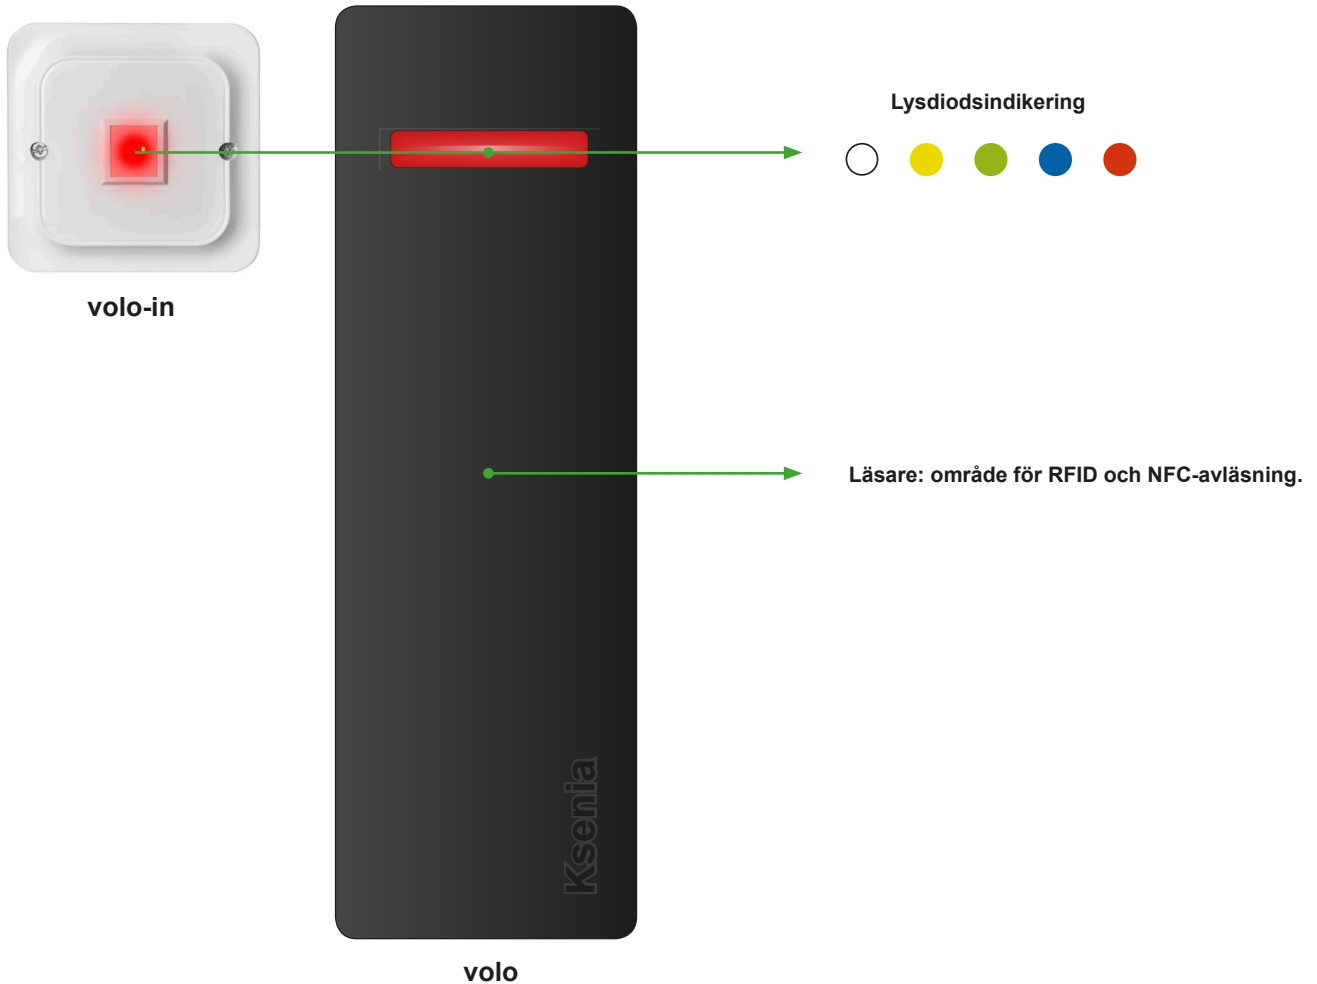 Lysdiodsindikering
volo-in
Läsare: område för RFID och NFC-avläsning.
Ksenia
volo